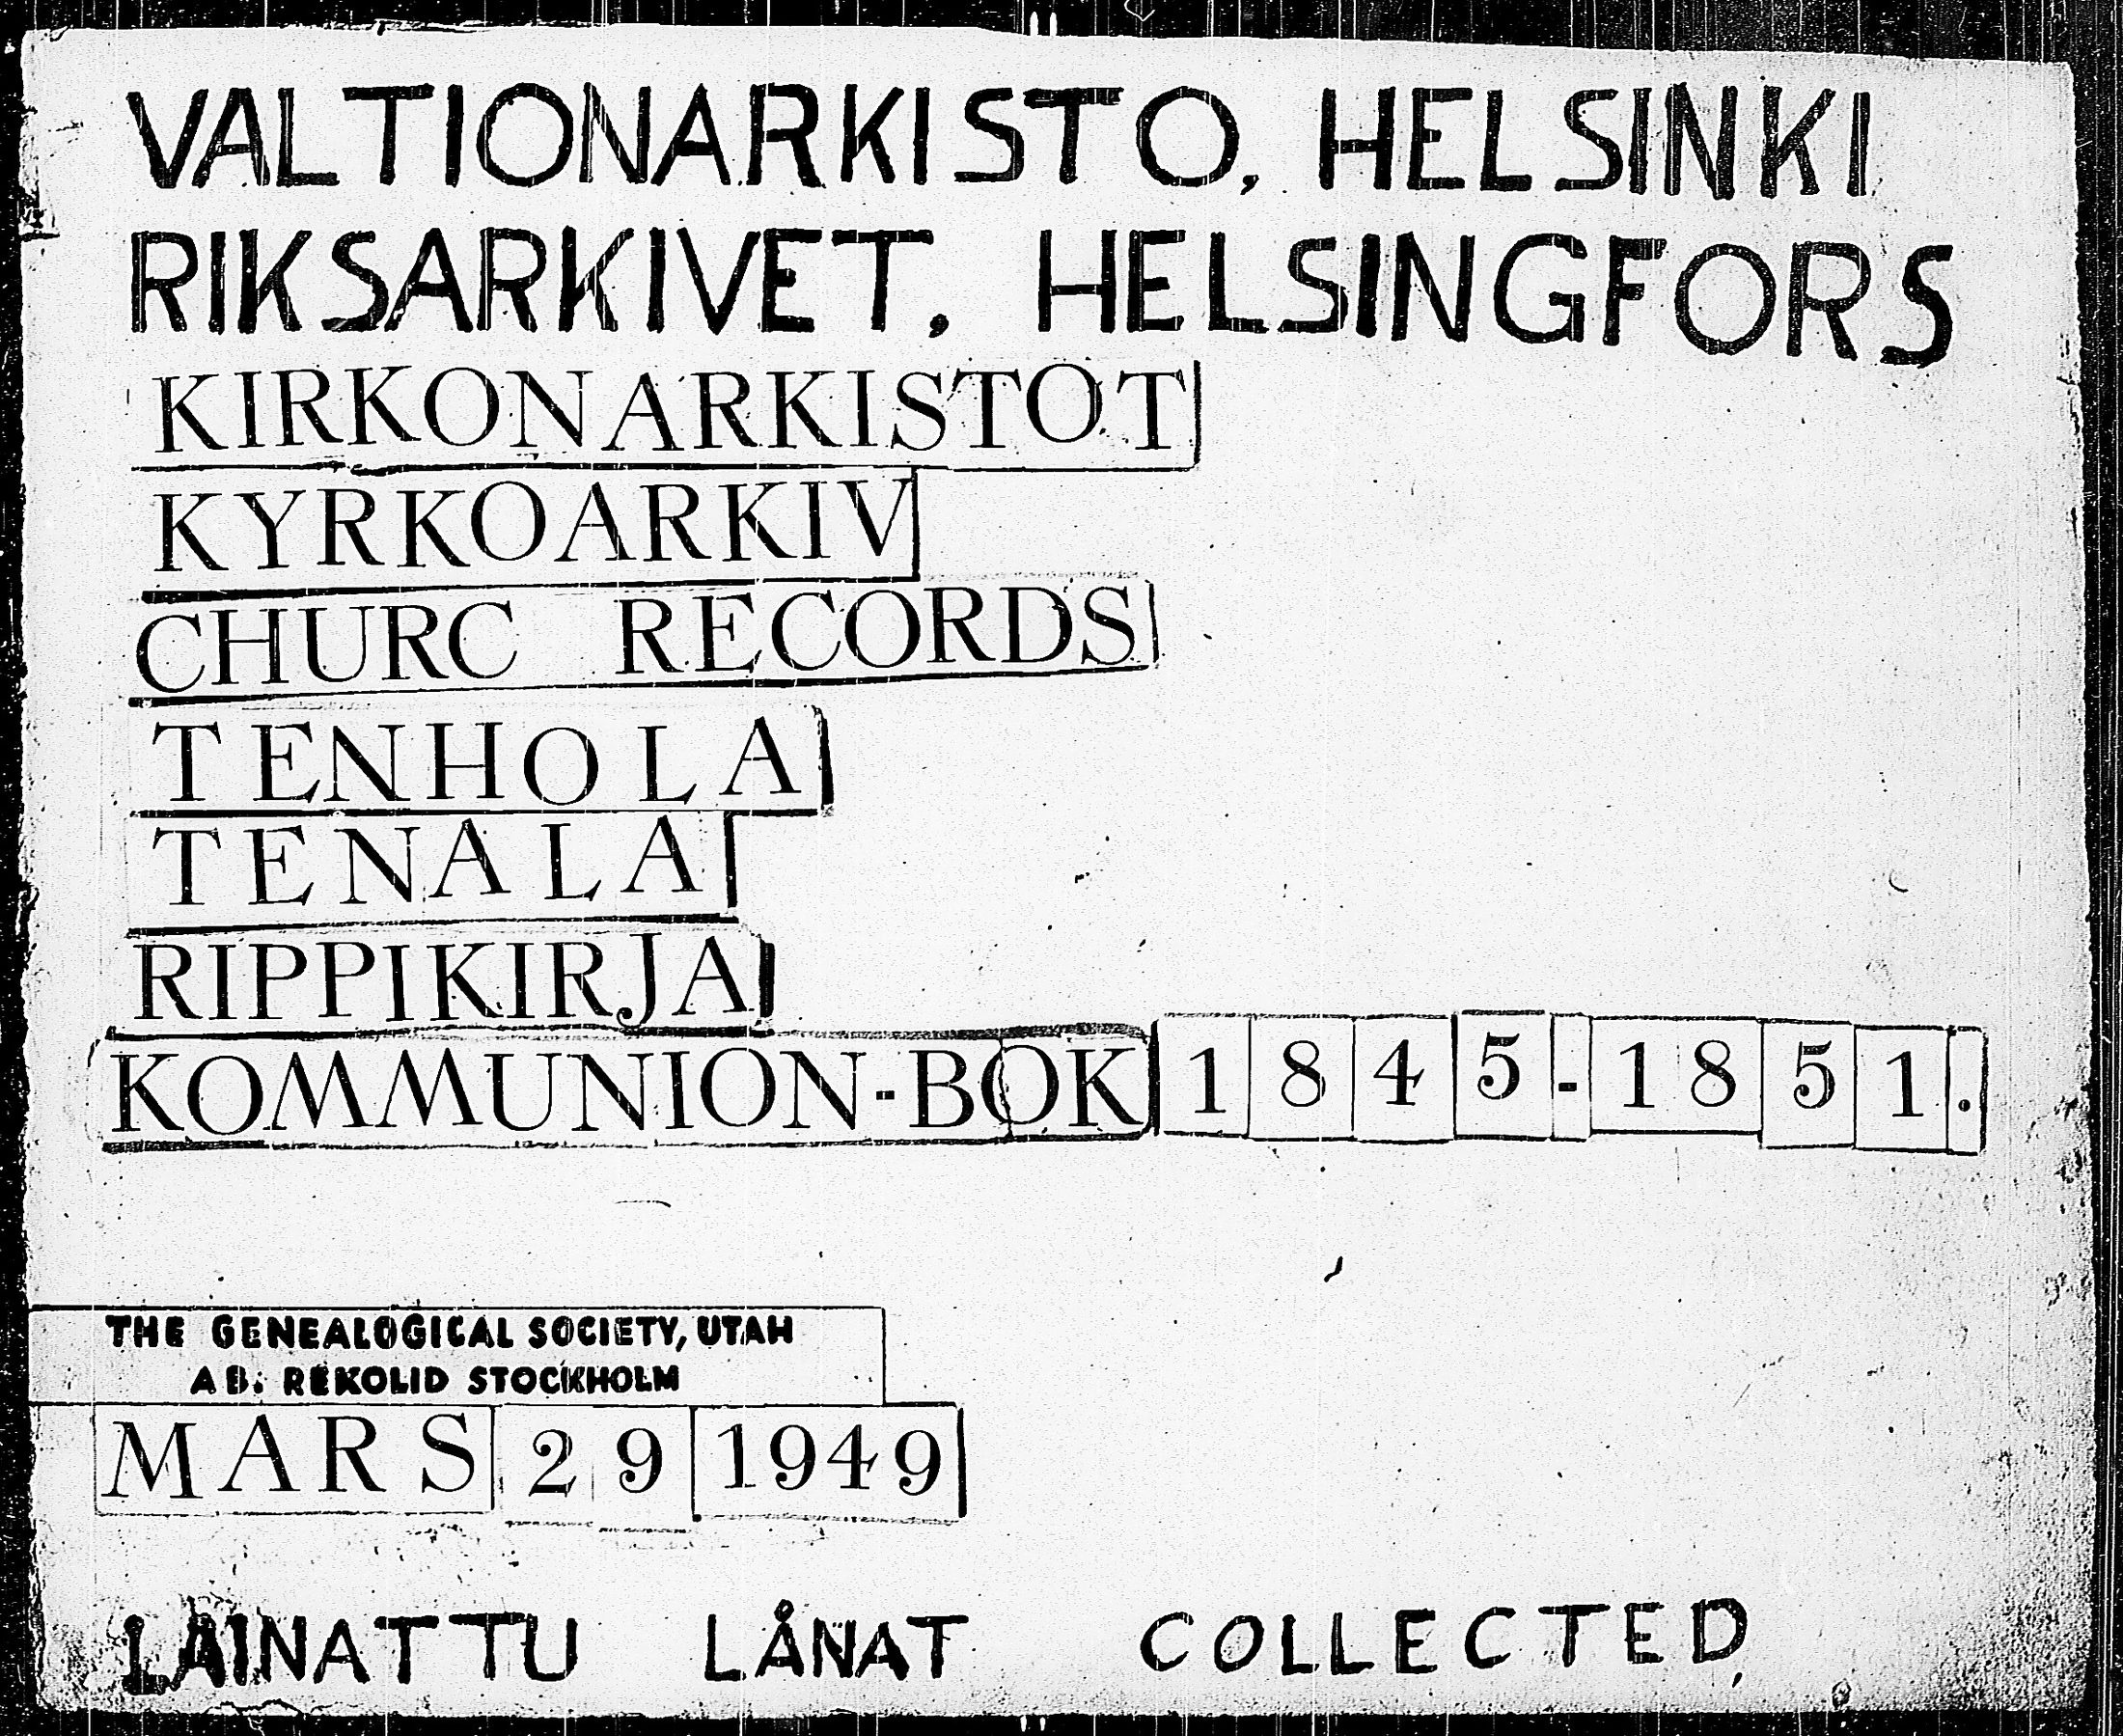 VALTIONARKISTO, HELSINKI
RIKSARKIVET, HELSINGFORS
KIRKONARKISTOT
KYRKOARKIV
CHURC RECORDS
TENHOLA
TENALA
RIPPIKIRJA
KOMMUNION-BOK 1845-1851.
THE GENEALOGICAL SOCIETY, UTAH
AB. REKOLID STOCKHOLM
MARS 29 1949
LAINATTU LÅNAT COLLECTED